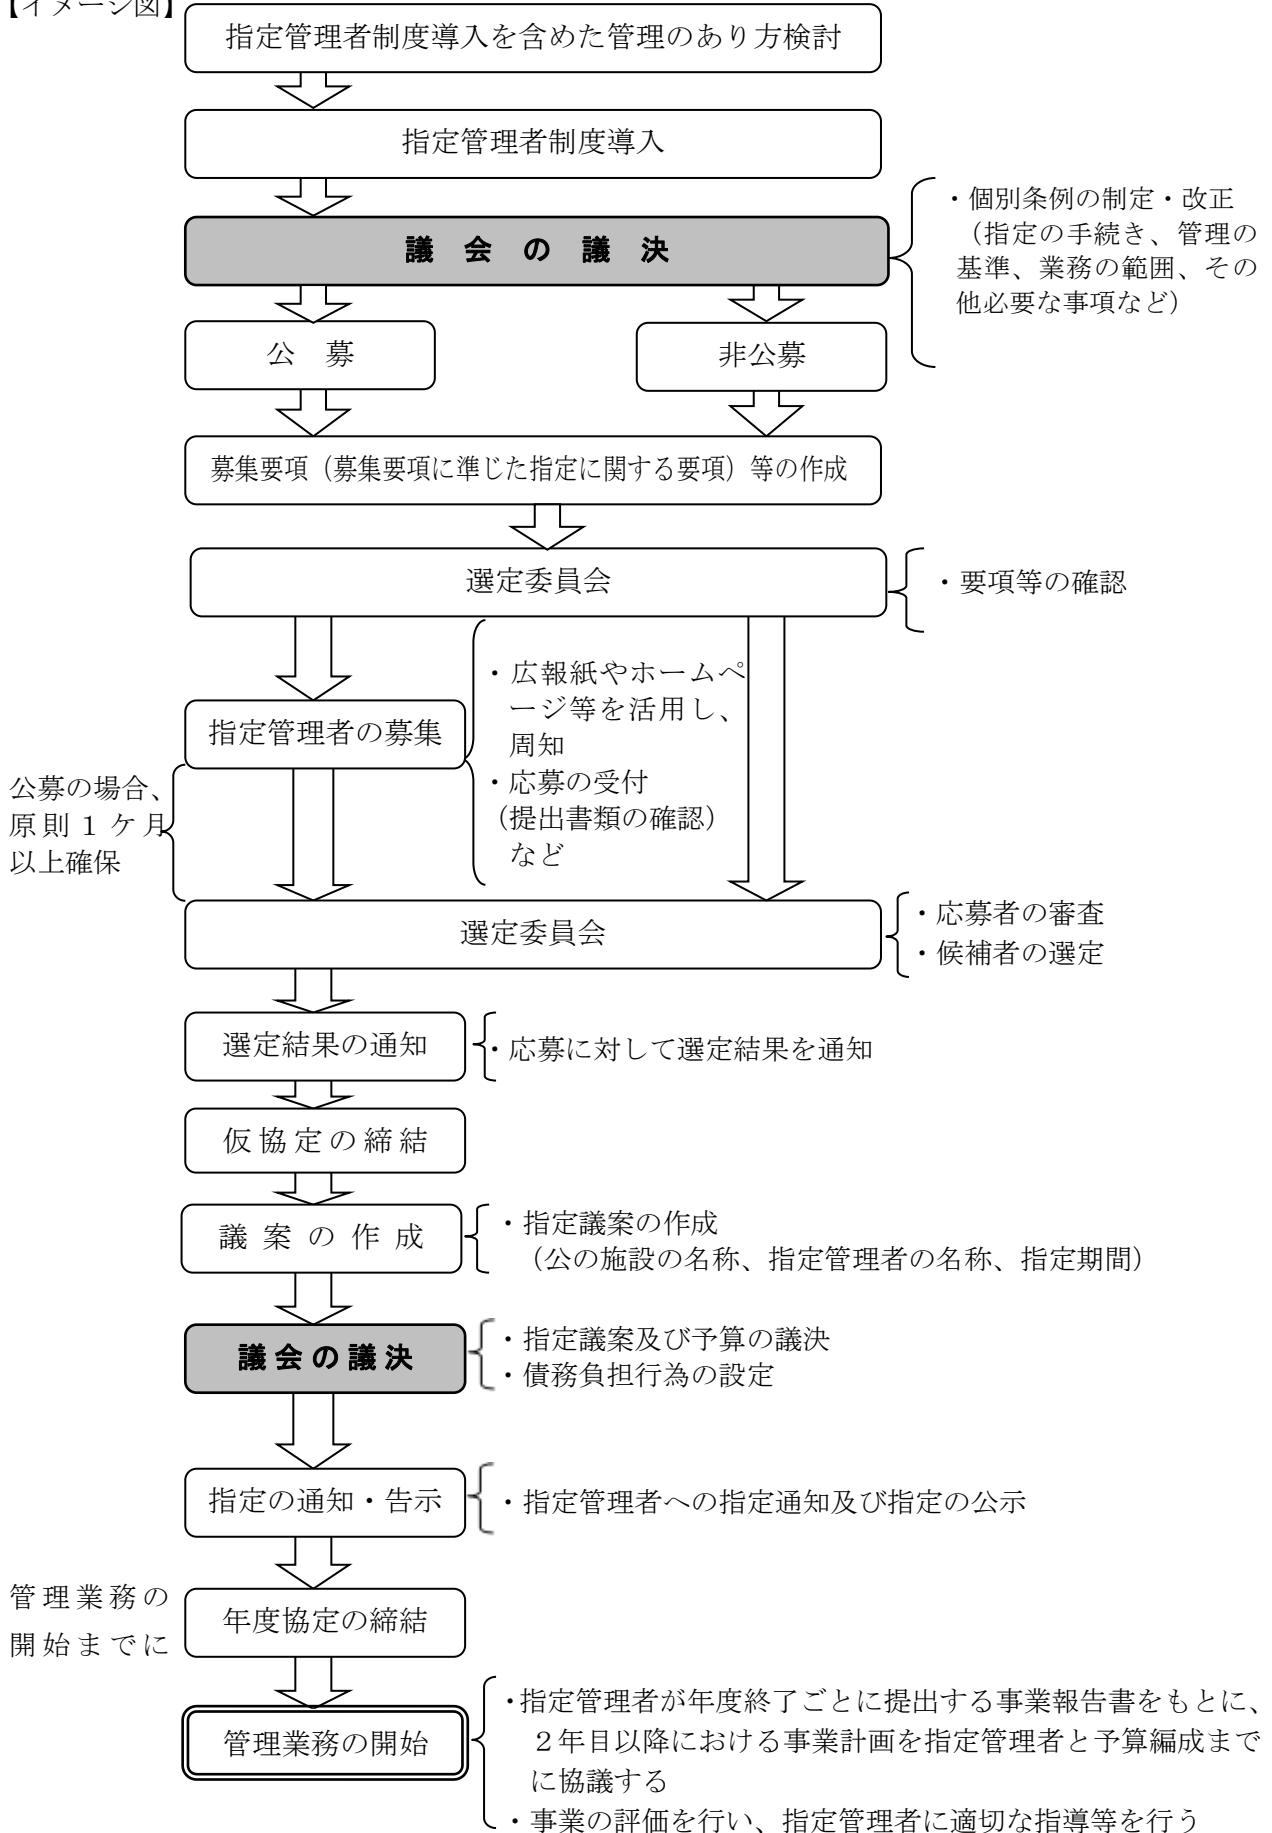 【イメージ図】
指定管理者制度導入を含めた管理のあり方検討
指定管理者制度導入
議会の議決
・個別条例の制定・改正
（指定の手続き、管理の
基準、業務の範囲、その
他必要な事項など）
公　募
非公募
募集要項（募集要項に準じた指定に関する要項）等の作成
選定委員会
・要項等の確認
・広報紙やホームペ
ージ等を活用し、
周知
・応募の受付
（提出書類の確認）
など
指定管理者の募集
公募の場合、
原則１ケ月
以上確保
選定委員会
・応募者の審査
・候補者の選定
選定結果の通知
・応募に対して選定結果を通知
仮協定の締結
議案の作成
・指定議案の作成
（公の施設の名称、指定管理者の名称、指定期間）
議会の議決
・指定議案及び予算の議決
・債務負担行為の設定
指定の通知・告示
・指定管理者への指定通知及び指定の公示
管理業務の
開始までに
年度協定の締結
管理業務の開始
・指定管理者が年度終了ごとに提出する事業報告書をもとに、
２年目以降における事業計画を指定管理者と予算編成まで
に協議する
・事業の評価を行い、指定管理者に適切な指導等を行う